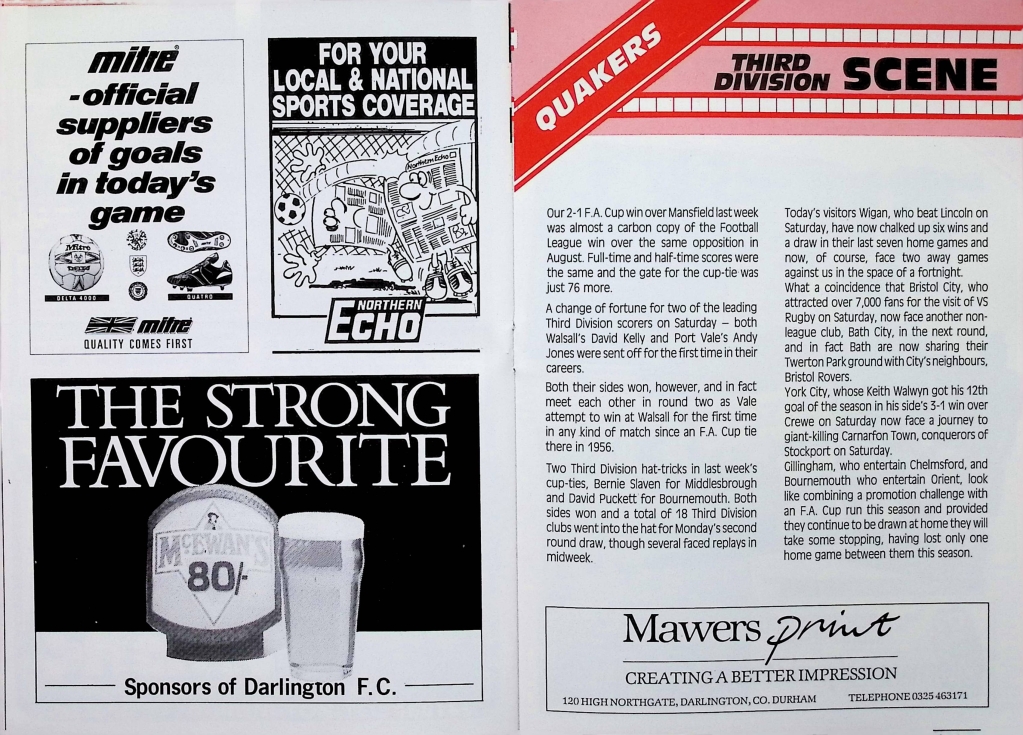 mitre®
-official
suppliers
of goals
in today's
game
Mitre
DELTA
DELTA 4000
QUATRO
mitre
QUALITY COMES FIRST
FOR YOUR
LOCAL & NATIONAL
SPORTS COVERAGE
Northern Echo
NORTHERN
ECHO
THE STRONG
FAVOURITE
McEWAN'S
80/-
Sponsors of Darlington F.C.
QUAKERS
THIRD
DIVISION SCENE
Our 2-1 F.A. Cup win over Mansfield last week
was almost a carbon copy of the Football
League win over the same opposition in
August. Full-time and half-time scores were
the same and the gate for the cup-tie was
just 76 more.
A change of fortune for two of the leading
Third Division scorers on Saturday – both
Walsall's David Kelly and Port Vale's Andy
Jones were sent off for the first time in their
careers.
Both their sides won, however, and in fact
meet each other in round two as Vale
attempt to win at Walsall for the first time
in any kind of match since an F.A. Cup tie
there in 1956.
Two Third Division hat-tricks in last week's
cup-ties, Bernie Slaven for Middlesbrough
and David Puckett for Bournemouth. Both
sides won and a total of 18 Third Division
clubs went into the hat for Monday's second
round draw, though several faced replays in
midweek.
Today's visitors Wigan, who beat Lincoln on
Saturday, have now chalked up six wins and
a draw in their last seven home games and
now, of course, face two away games
against us in the space of a fortnight.
What a coincidence that Bristol City, who
attracted over 7,000 fans for the visit of VS
Rugby on Saturday, now face another non-
league club, Bath City, in the next round,
and in fact Bath are now sharing their
Twerton Park ground with City's neighbours,
Bristol Rovers.
York City, whose Keith Walwyn got his 12th
goal of the season in his side's 3-1 win over
Crewe on Saturday now face a journey to
giant-killing Carnarfon Town, conquerors of
Stockport on Saturday.
Gillingham, who entertain Chelmsford, and
Bournemouth who entertain Orient, look
like combining a promotion challenge with
an F.A. Cup run this season and provided
they continue to be drawn at home they will
take some stopping, having lost only one
home game between them this season.
Mawers print
CREATING A BETTER IMPRESSION
120 HIGH NORTHGATE, DARLINGTON, CO. DURHAM TELEPHONE 0325 463171